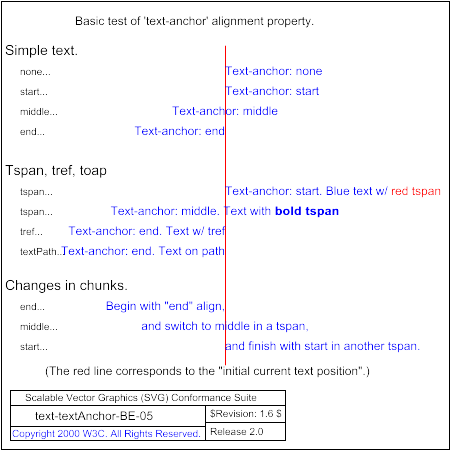 Basic test of 'text-anchor' alignment property.
Simple text.
none... Text-anchor: none
start... Text-anchor: start
middle... Text-anchor: middle
end... Text-anchor: end
Tspan, tref, toap
tspan... Text-anchor: start. Blue text w/ red tspan
tspan... Text-anchor: middle. Text with bold tspan
tref... Text-anchor: end. Text w/ tref
textPath... Text-anchor: end. Text on path
Changes in chunks.
end... Begin with "end" align,
middle... and switch to middle in a tspan,
start... and finish with start in another tspan.
(The red line corresponds to the "initial current text position".)
Scalable Vector Graphics (SVG) Conformance Suite
text-textAnchor-BE-05 $Revision: 1.6 $
Copyright 2000 W3C. All Rights Reserved. Release 2.0